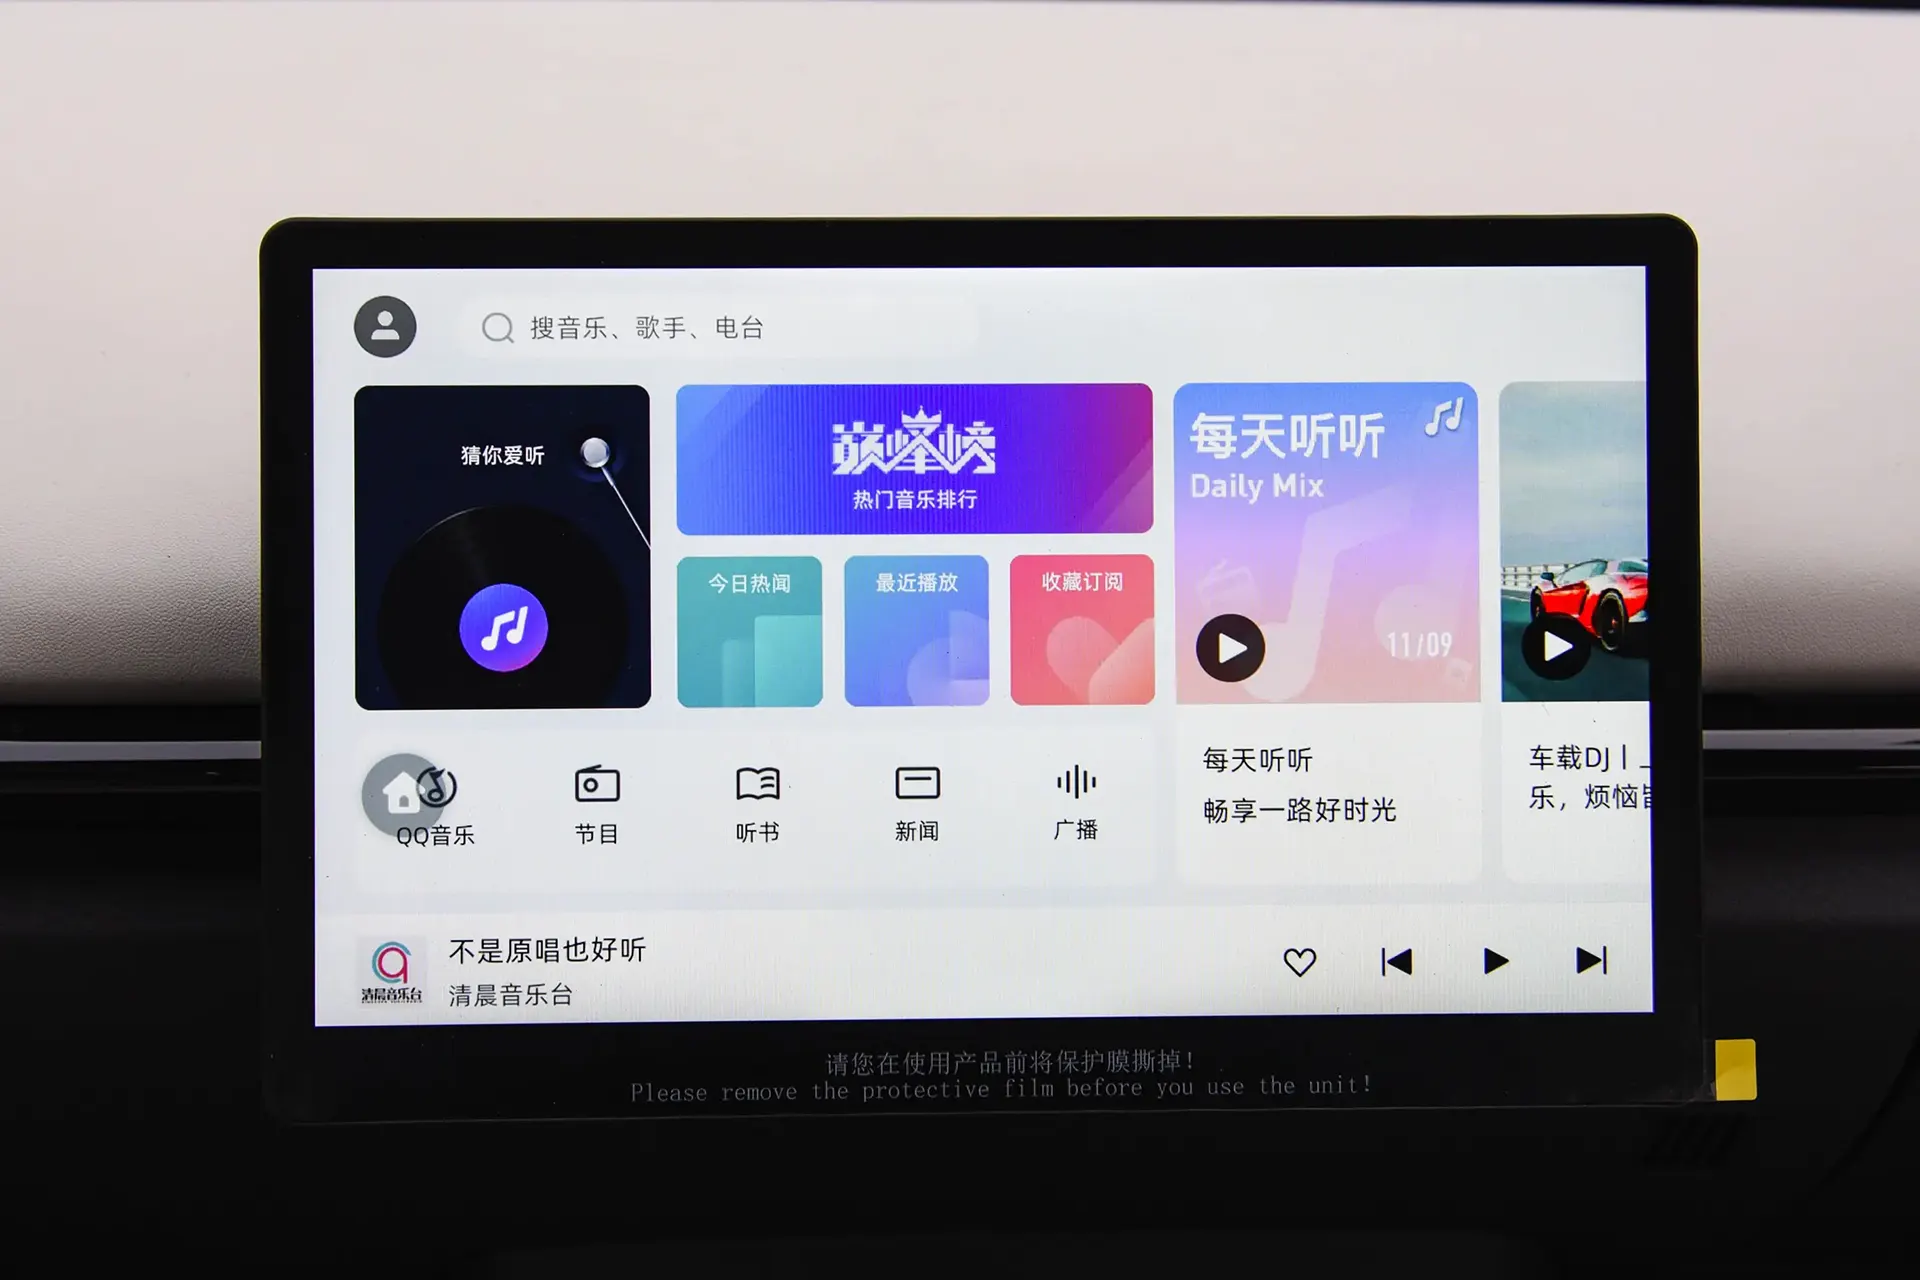 搜音乐、歌手、电台
猜你爱听
巅峰榜
热门音乐排行
今日热闻
最近播放
收藏订阅
每天听听
Daily Mix
11/09
每天听听
畅享一路好时光
车载DJ丨
乐，烦恼
QQ音乐
节目
听书
新闻
广播
清晨音乐台
不是原唱也好听
清晨音乐台
请您在使用产品前将保护膜撕掉！
Please remove the protective film before you use the unit!